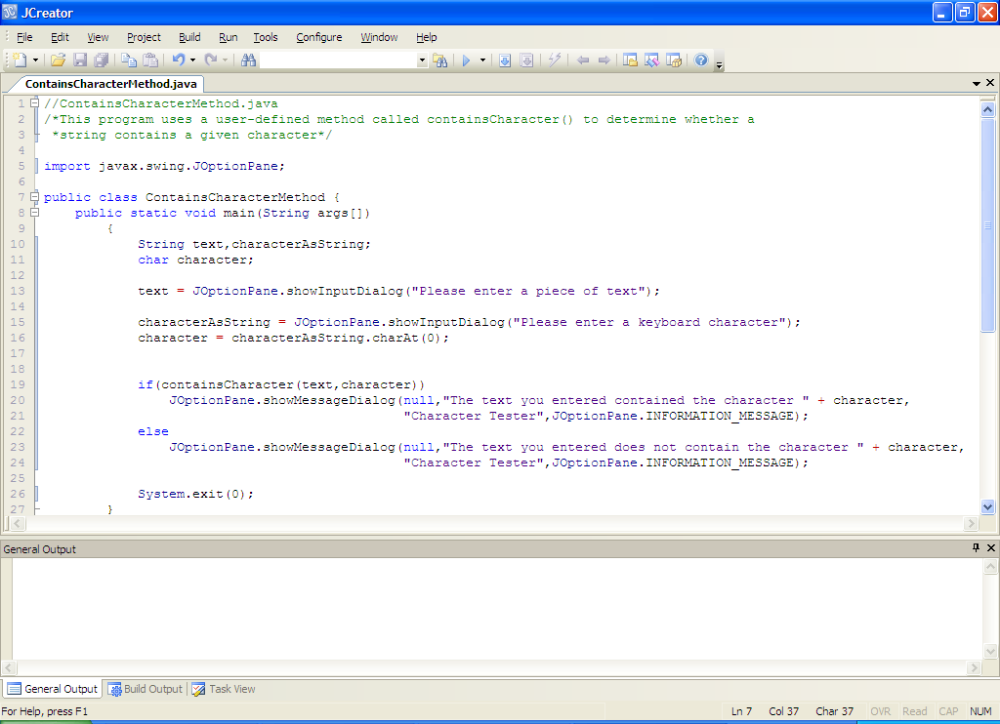 JCreator
File Edit View Project Build Run Tools Configure Window Help
ContainsCharacterMethod.java
1 //ContainsCharacterMethod.java
2 /*This program uses a user-defined method called containsCharacter() to determine whether a
3 *string contains a given character*/
4
5 import javax.swing.JOptionPane;
6
7 public class ContainsCharacterMethod {
8 public static void main(String args[])
9 {
10 String text,characterAsString;
11 char character;
12
13 text = JOptionPane.showInputDialog("Please enter a piece of text");
14
15 characterAsString = JOptionPane.showInputDialog("Please enter a keyboard character");
16 character = characterAsString.charAt(0);
17
18
19 if(containsCharacter(text,character))
20 JOptionPane.showMessageDialog(null,"The text you entered contained the character " + character,
21 "Character Tester",JOptionPane.INFORMATION_MESSAGE);
22 else
23 JOptionPane.showMessageDialog(null,"The text you entered does not contain the character " + character,
24 "Character Tester",JOptionPane.INFORMATION_MESSAGE);
25
26 System.exit(0);
27 }
General Output
General Output Build Output Task View
For Help, press F1 Ln 7 Col 37 Char 37 OVR Read CAP NUM